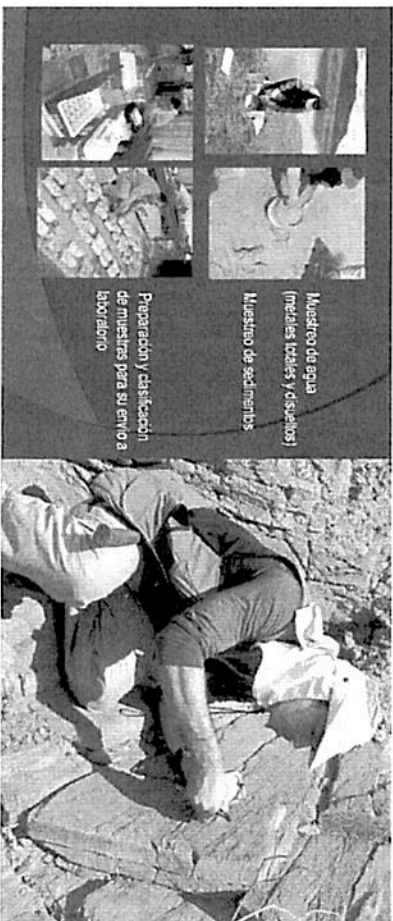 Muestreo de agua
(metales totales y disueltos)
Muestreo de sedimentos
Preparación y clasificación
de muestras para su envío a
laboratorio